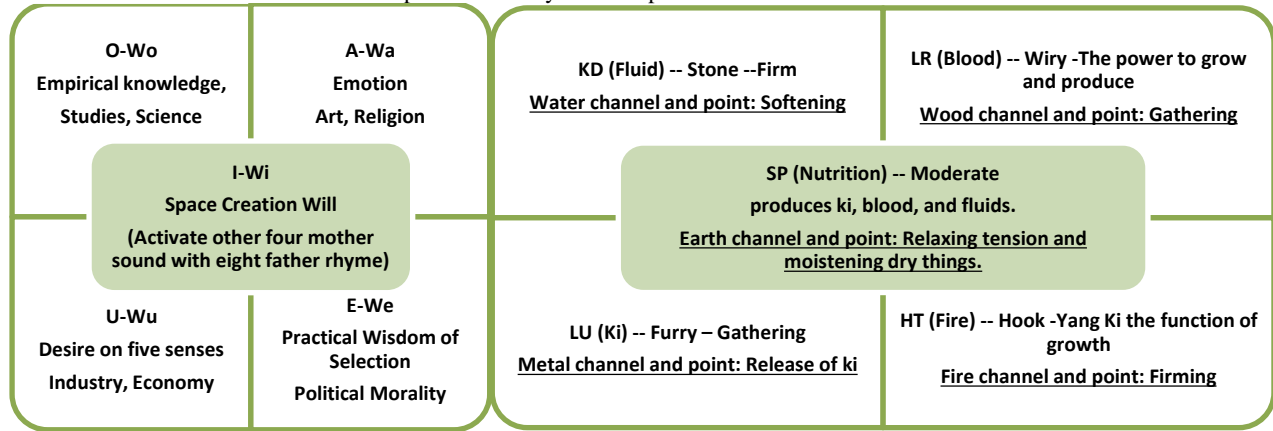 O-Wo
Empirical knowledge,
Studies, Science
A-Wa
Emotion
Art, Religion
I-Wi
Space Creation Will
(Activate other four mother
sound with eight father rhyme)
U-Wu
Desire on five senses
Industry, Economy
E-We
Practical Wisdom of
Selection
Political Morality
KD (Fluid) -- Stone --Firm
Water channel and point: Softening
LR (Blood) -- Wiry -The power to grow
and produce
Wood channel and point: Gathering
SP (Nutrition) -- Moderate
produces ki, blood, and fluids.
Earth channel and point: Relaxing tension and
moistening dry things.
LU (Ki) -- Furry – Gathering
Metal channel and point: Release of ki
HT (Fire) -- Hook -Yang Ki the function of
growth
Fire channel and point: Firming